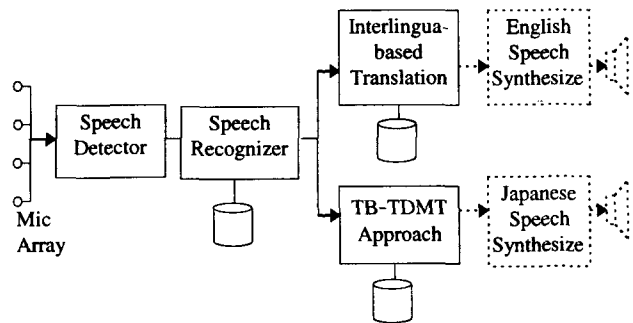 Interlingua-
based
Translation
English
Speech
Synthesize
Speech
Detector
Speech
Recognizer
Mic
Array
TB-TDMT
Approach
Japanese
Speech
Synthesize